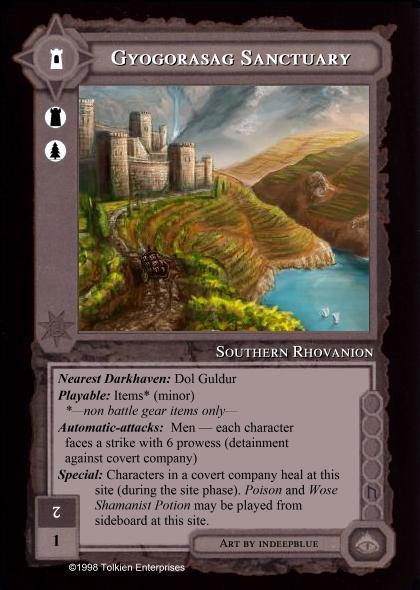 Gyogorasag Sanctuary
Southern Rhovanion
Nearest Darkhaven: Dol Guldur
Playable: Items* (minor)
*—non battle gear items only—
Automatic-attacks: Men — each character
faces a strike with 6 prowess (detainment
against covert company)
Special: Characters in a covert company heal at this
site (during the site phase). Poison and Wose
Shamanist Potion may be played from
sideboard at this site.
2
1
Art by indeepblue
©1998 Tolkien Enterprises